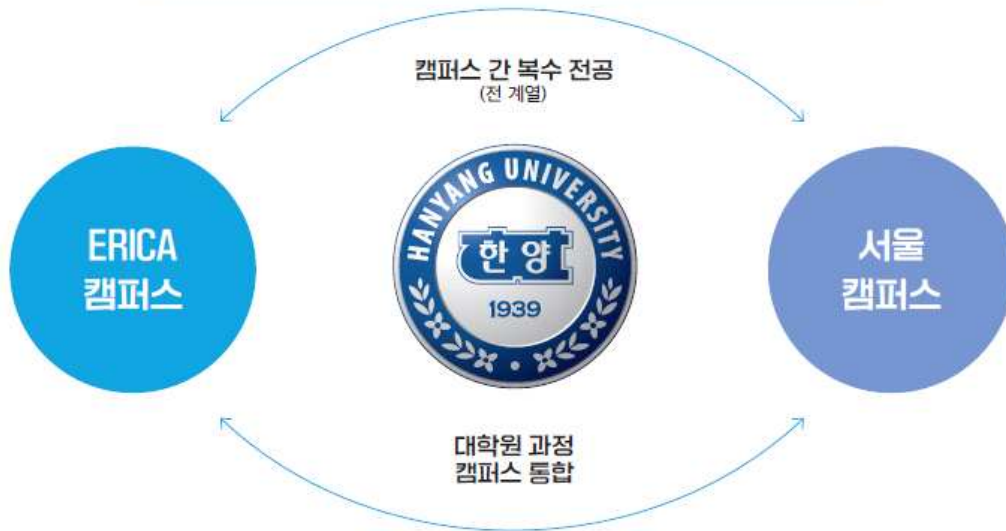 캠퍼스 간 복수 전공
(전 계열)
ERICA
캠퍼스
HANYANG UNIVERSITY
한양
1939
서울
캠퍼스
대학원 과정
캠퍼스 통합